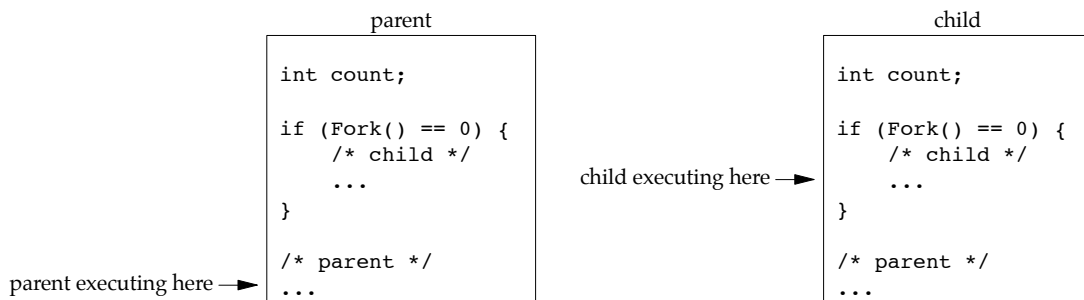 parent
int count;
if (Fork() == 0) {
/* child */
...
}
/* parent */
...
parent executing here
child
int count;
if (Fork() == 0) {
/* child */
...
}
/* parent */
...
child executing here